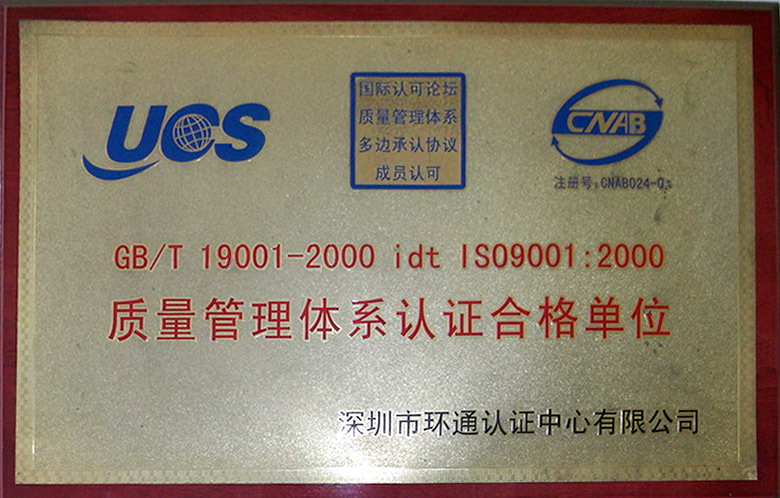 UCS
国际认可论坛
质量管理体系
多边承认协议
成员认可
CNAB
注册号:CNAB024-Q
GB/T 19001-2000 idt ISO9001:2000
质量管理体系认证合格单位
深圳市环通认证中心有限公司